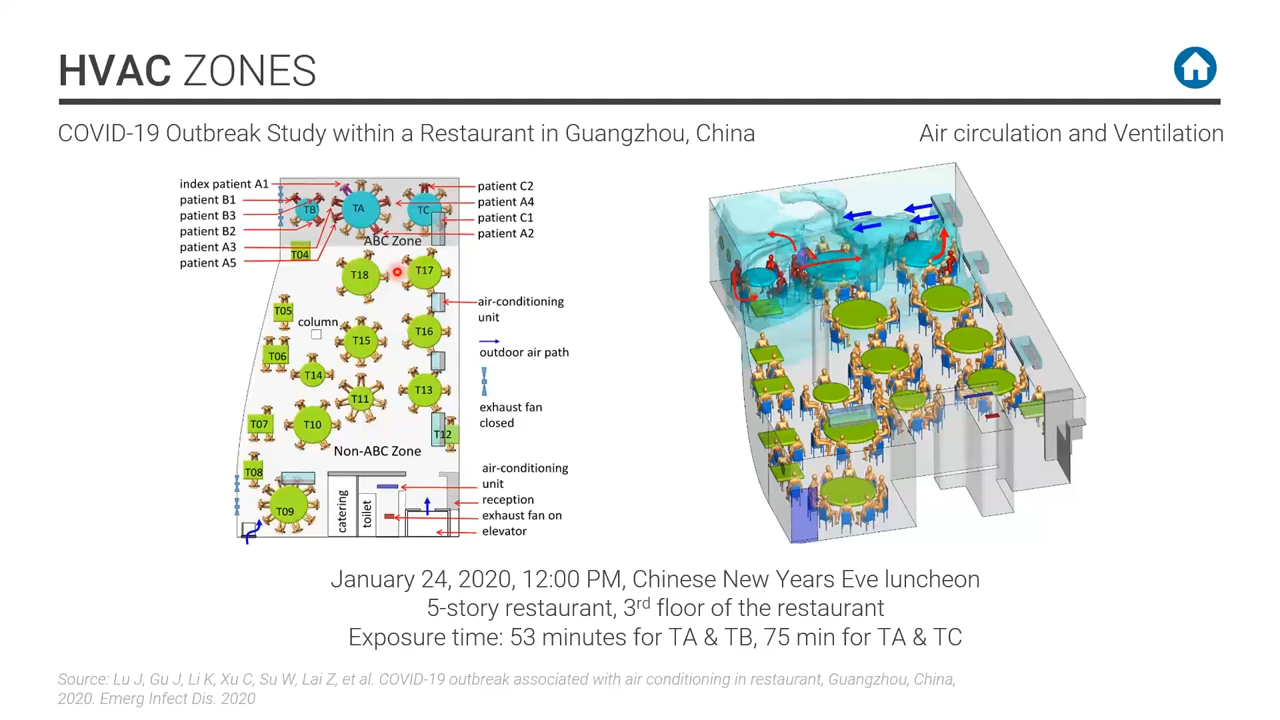 HVAC ZONES
COVID-19 Outbreak Study within a Restaurant in Guangzhou, China
Air circulation and Ventilation
index patient A1
patient B1
patient B3
patient B2
patient A3
patient A5
patient C2
patient A4
patient C1
patient A2
TB
TA
TC
ABC Zone
T04
T18
T17
T05
column
T16
T06
T15
T14
T13
T11
T07
T10
T12
Non-ABC Zone
T08
T09
catering
toilet
air-conditioning
unit
outdoor air path
exhaust fan
closed
air-conditioning
unit
reception
exhaust fan on
elevator
January 24, 2020, 12:00 PM, Chinese New Years Eve luncheon
5-story restaurant, 3rd floor of the restaurant
Exposure time: 53 minutes for TA & TB, 75 min for TA & TC
Source: Lu J, Gu J, Li K, Xu C, Su W, Lai Z, et al. COVID-19 outbreak associated with air conditioning in restaurant, Guangzhou, China,
2020. Emerg Infect Dis. 2020